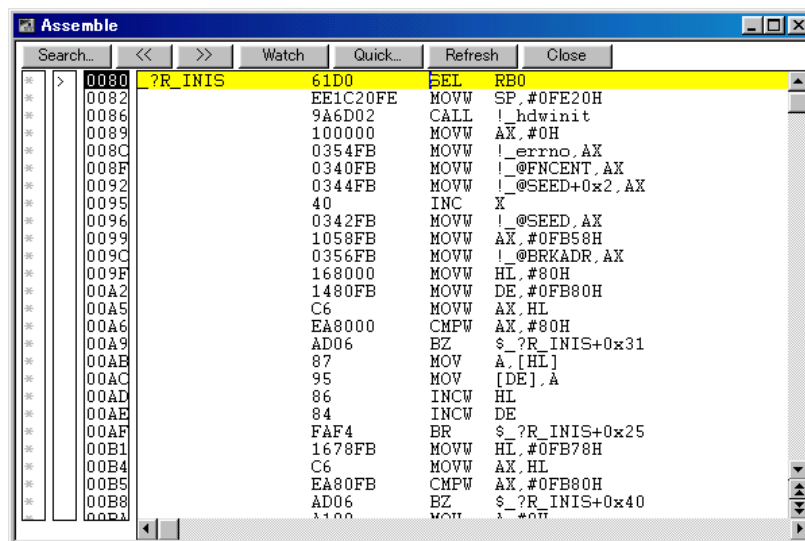 Assemble
Search... << >> Watch Quick... Refresh Close
* > 0080 _?R_INIS 61D0 SEL RB0
* 0082 EE1C20FE MOVW SP,#0FE20H
* 0086 9A6D02 CALL !_hdwinit
* 0089 100000 MOVW AX,#0H
* 008C 0354FB MOVW !_errno,AX
* 008F 0340FB MOVW !_@FNCENT,AX
* 0092 0344FB MOVW !_@SEED+0x2,AX
* 0095 40 INC X
* 0096 0342FB MOVW !_@SEED,AX
* 0099 1058FB MOVW AX,#0FB58H
* 009C 0356FB MOVW !_@BRKADR,AX
* 009F 168000 MOVW HL,#80H
* 00A2 1480FB MOVW DE,#0FB80H
* 00A5 C6 MOVW AX,HL
* 00A6 EA8000 CMPW AX,#80H
* 00A9 AD06 BZ $_?R_INIS+0x31
* 00AB 87 MOV A,[HL]
* 00AC 95 MOV [DE],A
* 00AD 86 INCW HL
* 00AE 84 INCW DE
* 00AF FAF4 BR $_?R_INIS+0x25
* 00B1 1678FB MOVW HL,#0FB78H
* 00B4 C6 MOVW AX,HL
* 00B5 EA80FB CMPW AX,#0FB80H
* 00B8 AD06 BZ $_?R_INIS+0x40
* 00BA A100 MOV A,#0H